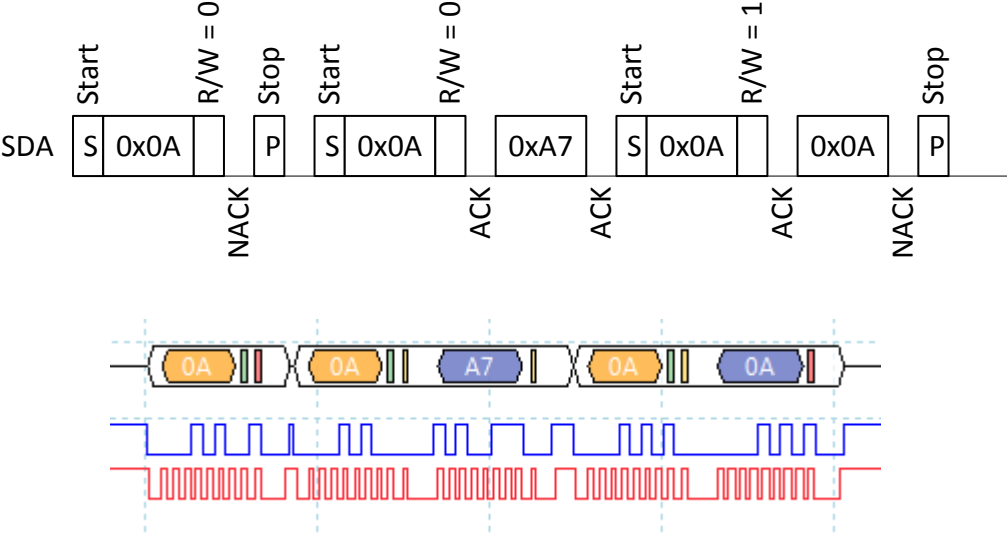 Start R/W = 0 Stop Start R/W = 0 Start R/W = 1 Stop
SDA S 0x0A P S 0x0A 0xA7 S 0x0A 0x0A P
NACK ACK ACK ACK NACK
0A 0A A7 0A 0A